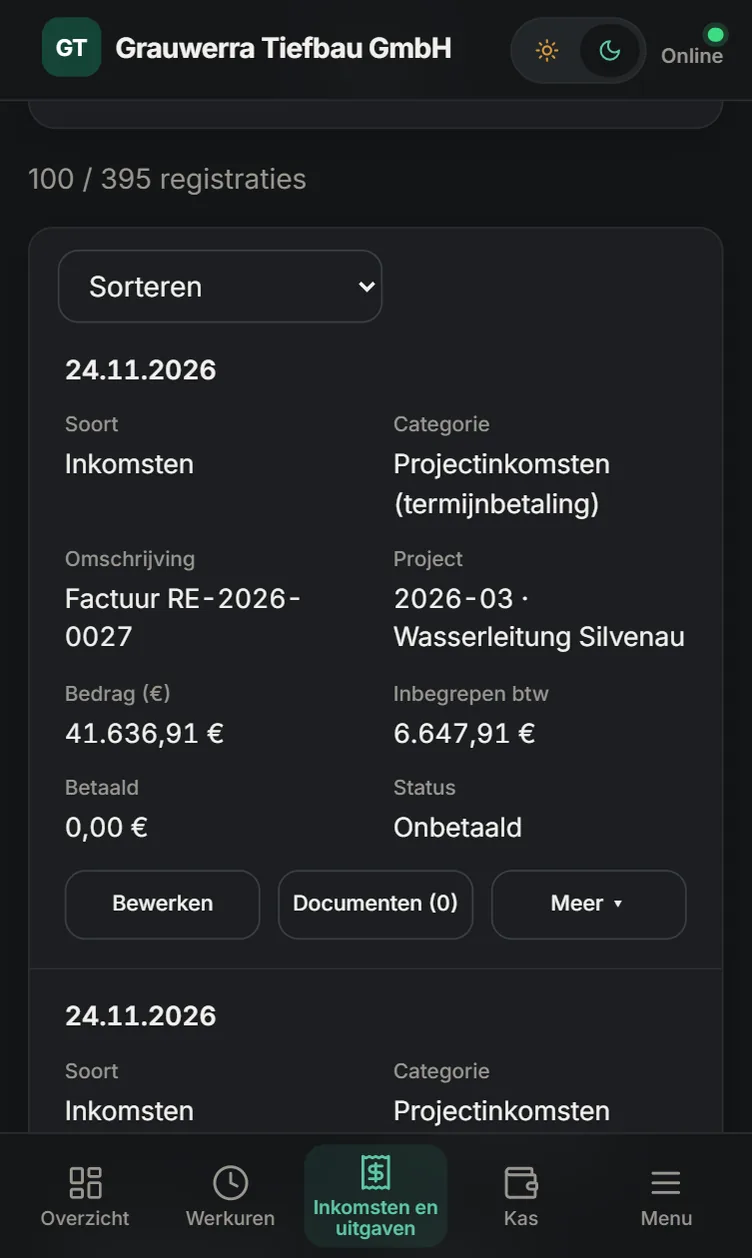 GT Grauwerra Tiefbau GmbH
Online
100 / 395 registraties
Sorteren
24.11.2026
Soort
Inkomsten
Categorie
Projectinkomsten
(termijnbetaling)
Omschrijving
Factuur RE-2026-
0027
Project
2026-03 ·
Wasserleitung Silvenau
Bedrag (€)
41.636,91 €
Inbegrepen btw
6.647,91 €
Betaald
0,00 €
Status
Onbetaald
Bewerken
Documenten (0)
Meer ▾
24.11.2026
Soort
Inkomsten
Categorie
Projectinkomsten
Overzicht
Werkuren
Inkomsten en
uitgaven
Kas
Menu